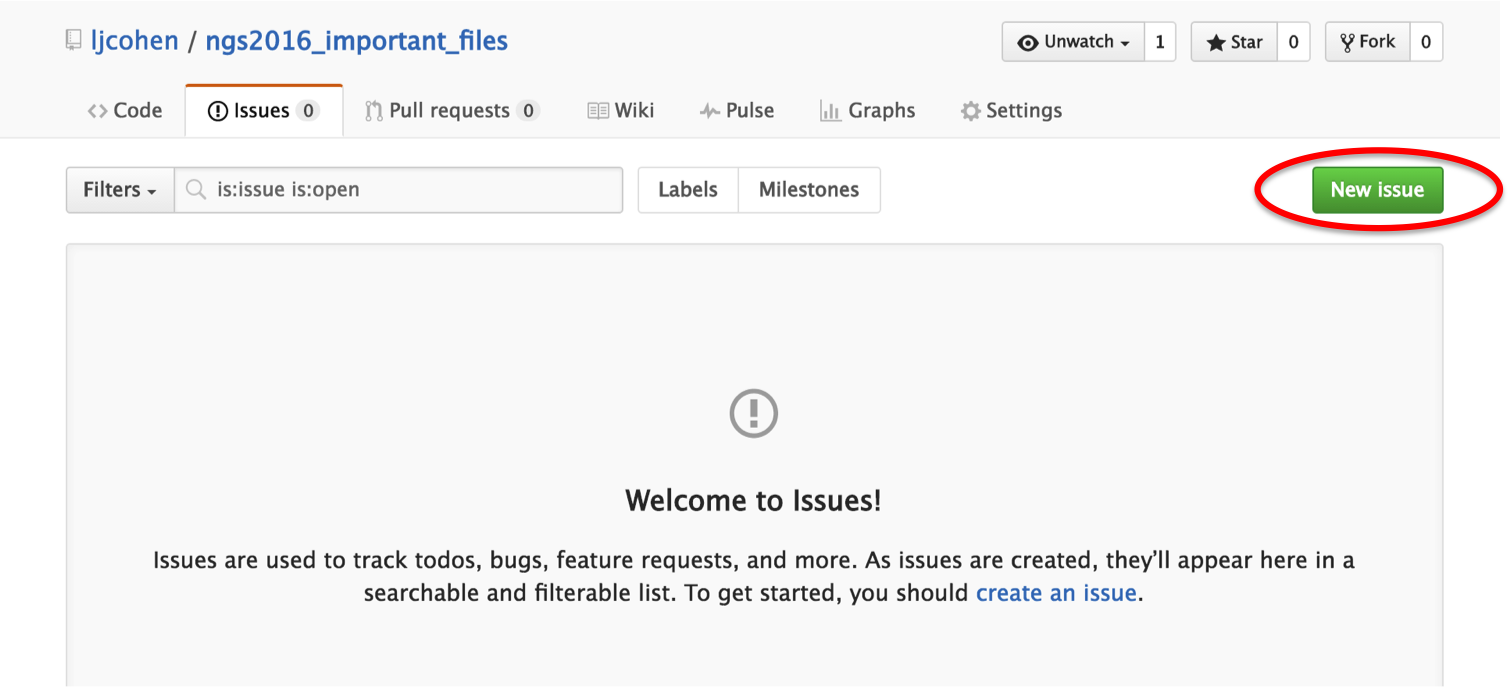 ljcohen / ngs2016_important_files
Unwatch 1 Star 0 Fork 0
Code Issues 0 Pull requests 0 Wiki Pulse Graphs Settings
Filters is:issue is:open Labels Milestones New issue
Welcome to Issues!
Issues are used to track todos, bugs, feature requests, and more. As issues are created, they’ll appear here in a
searchable and filterable list. To get started, you should create an issue.